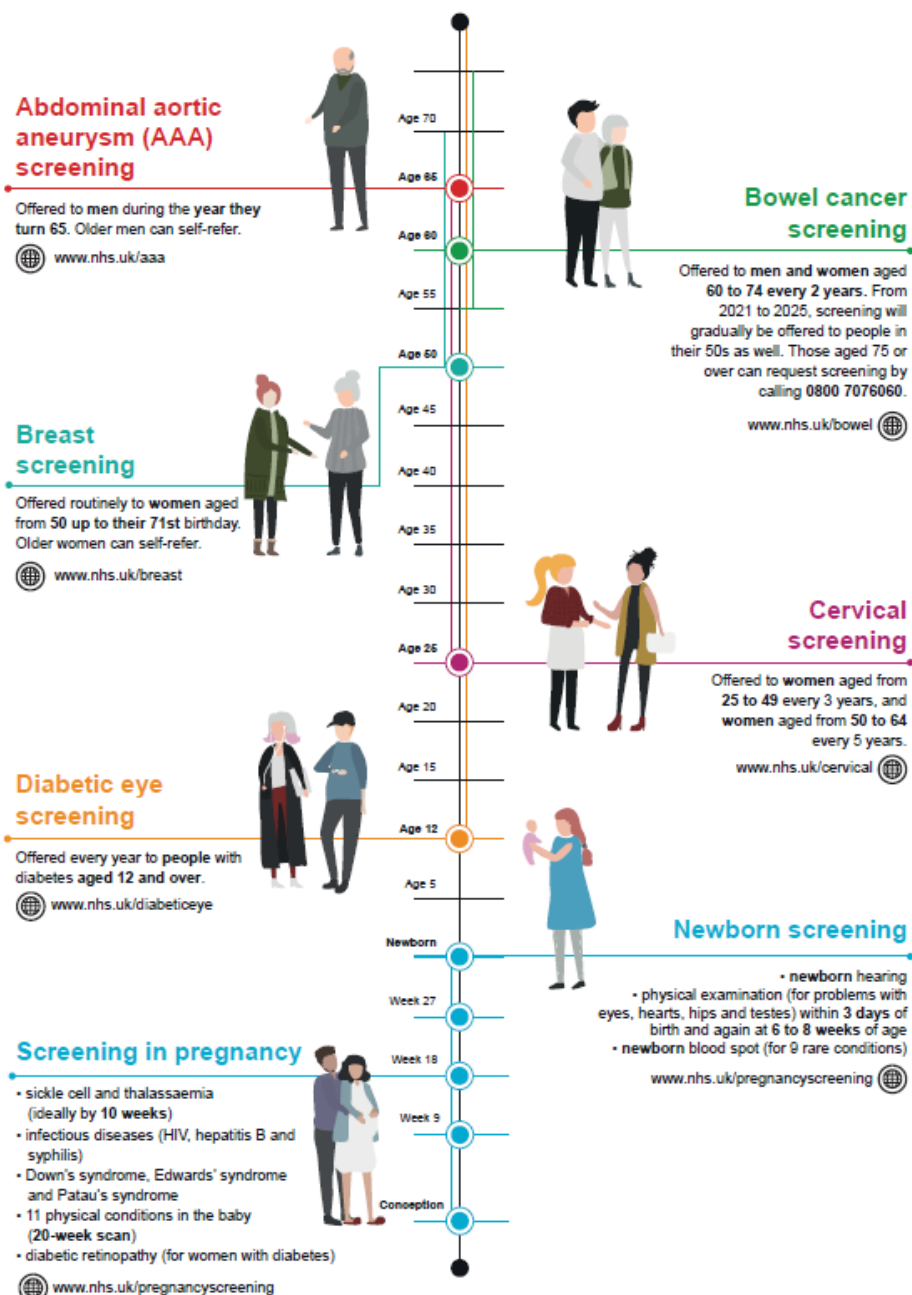 Abdominal aortic
aneurysm (AAA)
screening
Offered to men during the year they
turn 65. Older men can self-refer.
www.nhs.uk/aaa
Bowel cancer
screening
Offered to men and women aged
60 to 74 every 2 years. From
2021 to 2025, screening will
gradually be offered to people in
their 50s as well. Those aged 75 or
over can request screening by
calling 0800 7076060.
www.nhs.uk/bowel
Breast
screening
Offered routinely to women aged
from 50 up to their 71st birthday.
Older women can self-refer.
www.nhs.uk/breast
Cervical
screening
Offered to women aged from
25 to 49 every 3 years, and
women aged from 50 to 64
every 5 years.
www.nhs.uk/cervical
Diabetic eye
screening
Offered every year to people with
diabetes aged 12 and over.
www.nhs.uk/diabeticeye
Newborn screening
• newborn hearing
• physical examination (for problems with
eyes, hearts, hips and testes) within 3 days of
birth and again at 6 to 8 weeks of age
• newborn blood spot (for 9 rare conditions)
www.nhs.uk/pregnancyscreening
Screening in pregnancy
• sickle cell and thalassaemia
(ideally by 10 weeks)
• infectious diseases (HIV, hepatitis B and
syphilis)
• Down's syndrome, Edwards' syndrome
and Patau's syndrome
• 11 physical conditions in the baby
(20-week scan)
• diabetic retinopathy (for women with diabetes)
www.nhs.uk/pregnancyscreening
Age 70
Age 65
Age 60
Age 55
Age 50
Age 45
Age 40
Age 35
Age 30
Age 25
Age 20
Age 15
Age 12
Age 5
Newborn
Week 27
Week 18
Week 9
Conception